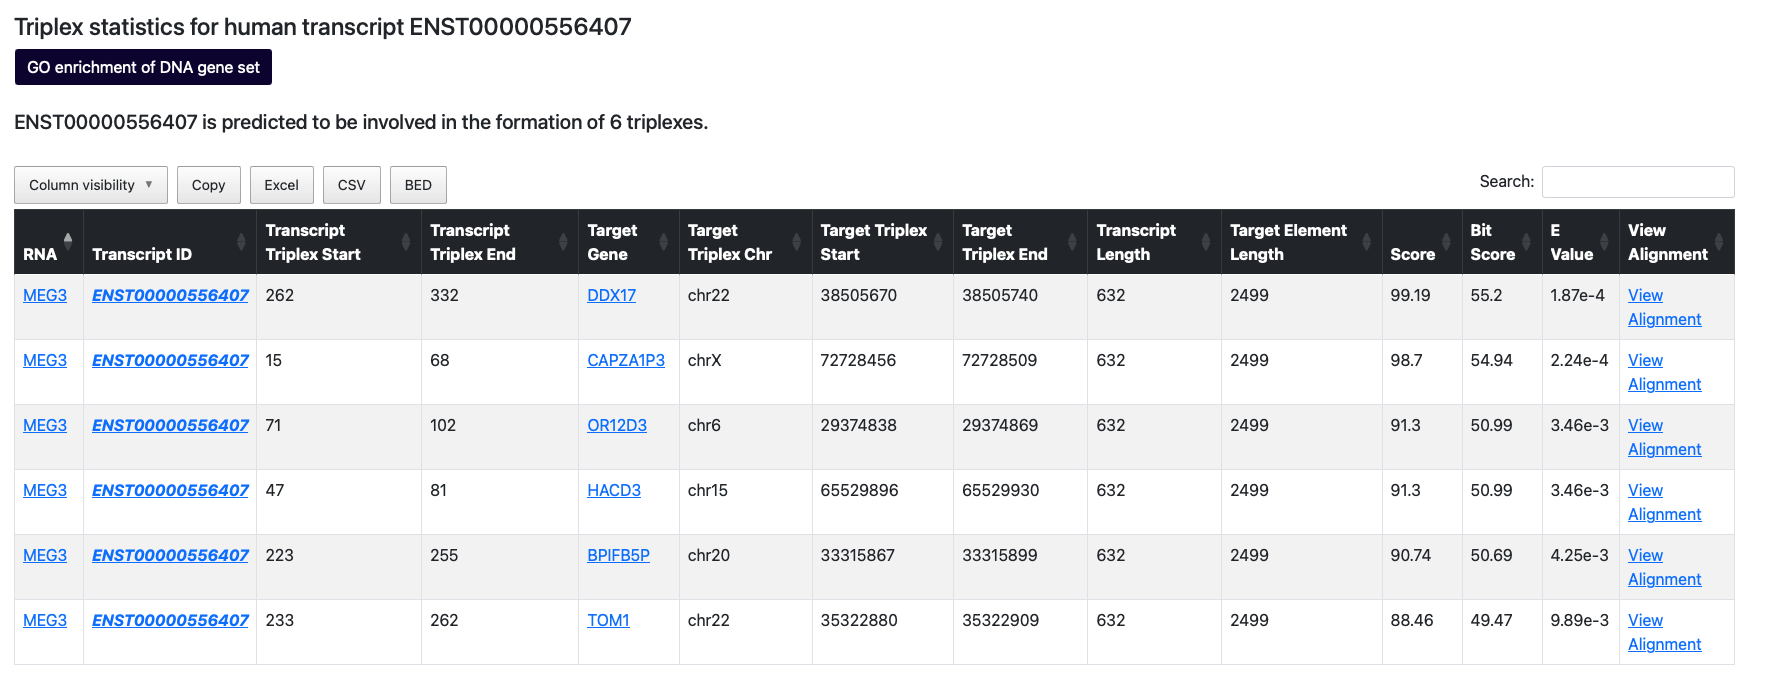 Triplex statistics for human transcript ENST00000556407
GO enrichment of DNA gene set
ENST00000556407 is predicted to be involved in the formation of 6 triplexes.
Column visibility ▼ Copy Excel CSV BED Search:
RNA Transcript ID Transcript Triplex Start Transcript Triplex End Target Gene Target Triplex Chr Target Triplex Start Target Triplex End Transcript Length Target Element Length Score Bit Score E Value View Alignment
MEG3 ENST00000556407 262 332 DDX17 chr22 38505670 38505740 632 2499 99.19 55.2 1.87e-4 View Alignment
MEG3 ENST00000556407 15 68 CAPZA1P3 chrX 72728456 72728509 632 2499 98.7 54.94 2.24e-4 View Alignment
MEG3 ENST00000556407 71 102 OR12D3 chr6 29374838 29374869 632 2499 91.3 50.99 3.46e-3 View Alignment
MEG3 ENST00000556407 47 81 HACD3 chr15 65529896 65529930 632 2499 91.3 50.99 3.46e-3 View Alignment
MEG3 ENST00000556407 223 255 BPIFB5P chr20 33315867 33315899 632 2499 90.74 50.69 4.25e-3 View Alignment
MEG3 ENST00000556407 233 262 TOM1 chr22 35322880 35322909 632 2499 88.46 49.47 9.89e-3 View Alignment